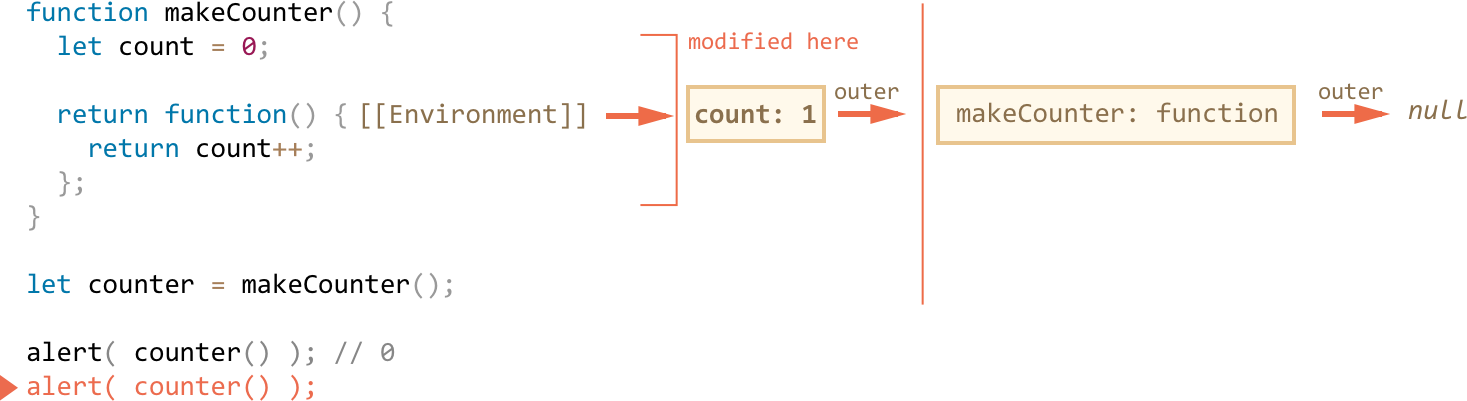 function makeCounter() {
  let count = 0;
modified here
  return function() { [[Environment]] count: 1 outer makeCounter: function outer null
    return count++;
  };
}
let counter = makeCounter();
alert( counter() ); // 0
alert( counter() );